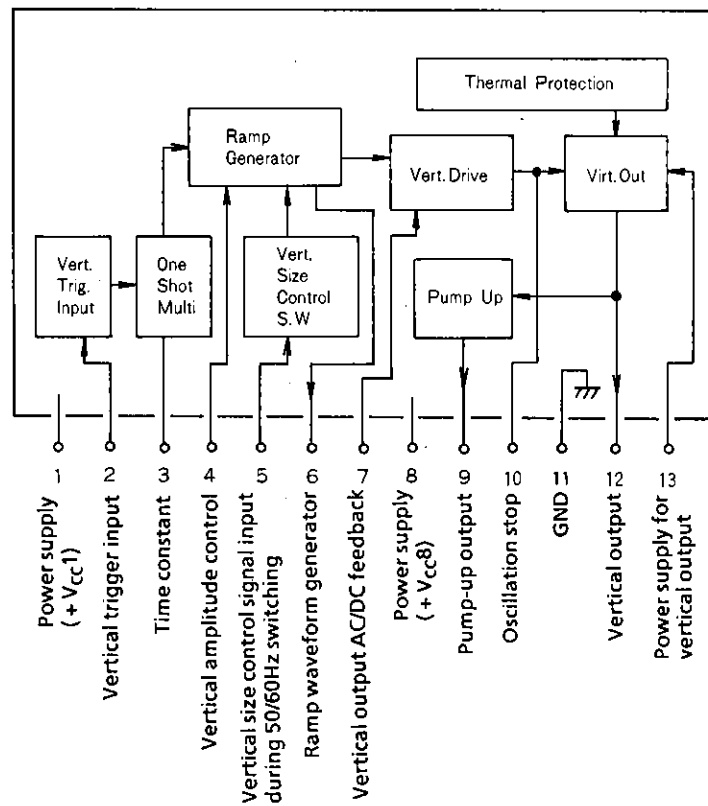 Thermal Protection
Ramp
Generator
Vert. Drive
Virt. Out
Vert.
Trig.
Input
One
Shot
Multi
Vert.
Size
Control
S.W
Pump Up
1
2
3
4
5
6
7
8
9
10
11
12
13
Power supply
(+ VCC1)
Vertical trigger input
Time constant
Vertical amplitude control
Vertical size control signal input
during 50/60Hz switching
Ramp waveform generator
Vertical output AC/DC feedback
Power supply
(+ VCC8)
Pump-up output
Oscillation stop
GND
Vertical output
Power supply for
vertical output